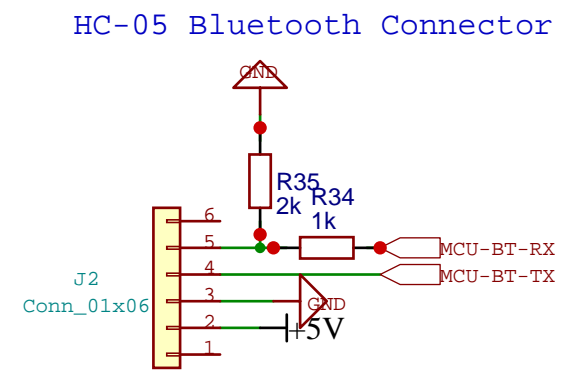 HC-05 Bluetooth Connector
GND
R35
2k
R34
1k
6
5
MCU-BT-RX
J2
4
MCU-BT-TX
Conn_01x06
3
GND
2
+5V
1